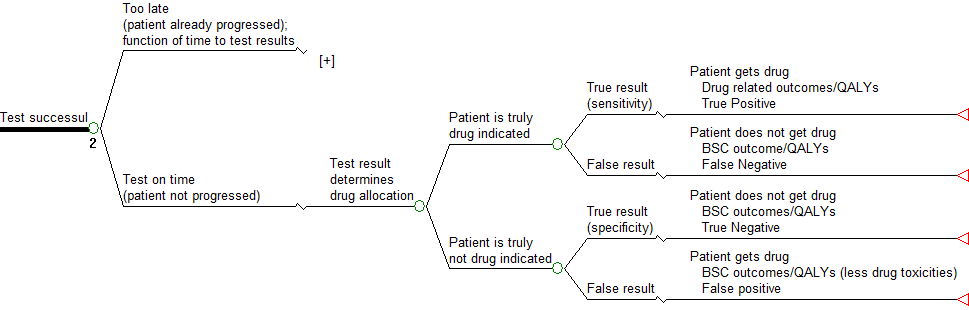 Too late
(patient already progressed);
function of time to test results
[+]
Test successul
2
Test on time
(patient not progressed)
Test result
determines
drug allocation
Patient is truly
drug indicated
True result
(sensitivity)
Patient gets drug
Drug related outcomes/QALYs
True Positive
False result
Patient does not get drug
BSC outcome/QALYs
False Negative
Patient is truly
not drug indicated
True result
(specificity)
Patient does not get drug
BSC outcomes/QALYs
True Negative
False result
Patient gets drug
BSC outcomes/QALYs (less drug toxicities)
False positive